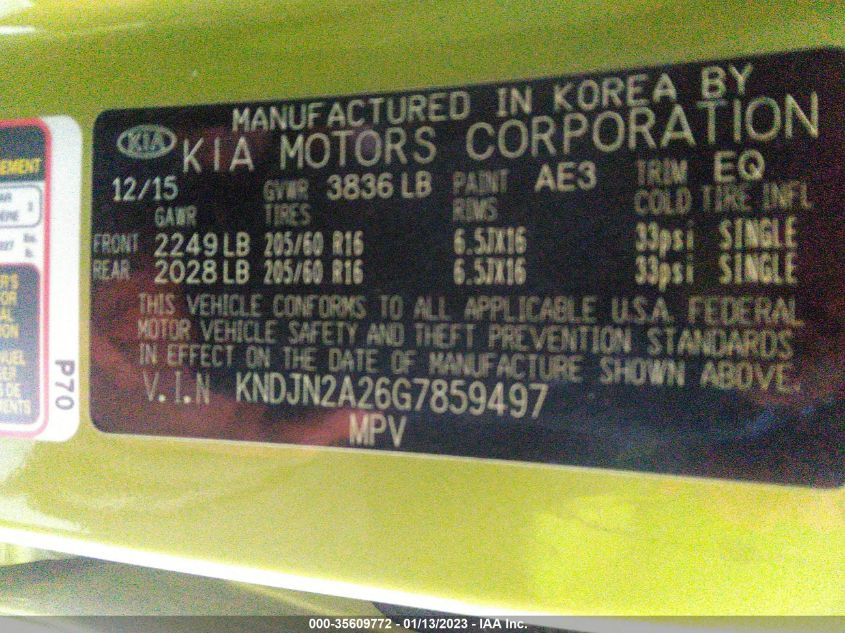 MANUFACTURED IN KOREA BY
KIA KIA MOTORS CORPORATION
12/15 GVWR 3836 LB PAINT AE3 TRIM EQ
GAWR TIRES RIMS COLD TIRE INFL
FRONT 2249 LB 205/60 R16 6.5JX16 33psi SINGLE
REAR 2028 LB 205/60 R16 6.5JX16 33psi SINGLE
THIS VEHICLE CONFORMS TO ALL APPLICABLE U.S.A. FEDERAL
MOTOR VEHICLE SAFETY AND THEFT PREVENTION STANDARDS
IN EFFECT ON THE DATE OF MANUFACTURE SHOWN ABOVE.
V.I.N KNDJN2A26G7859497
MPV
P70
000-35609772 - 01/13/2023 - IAA Inc.